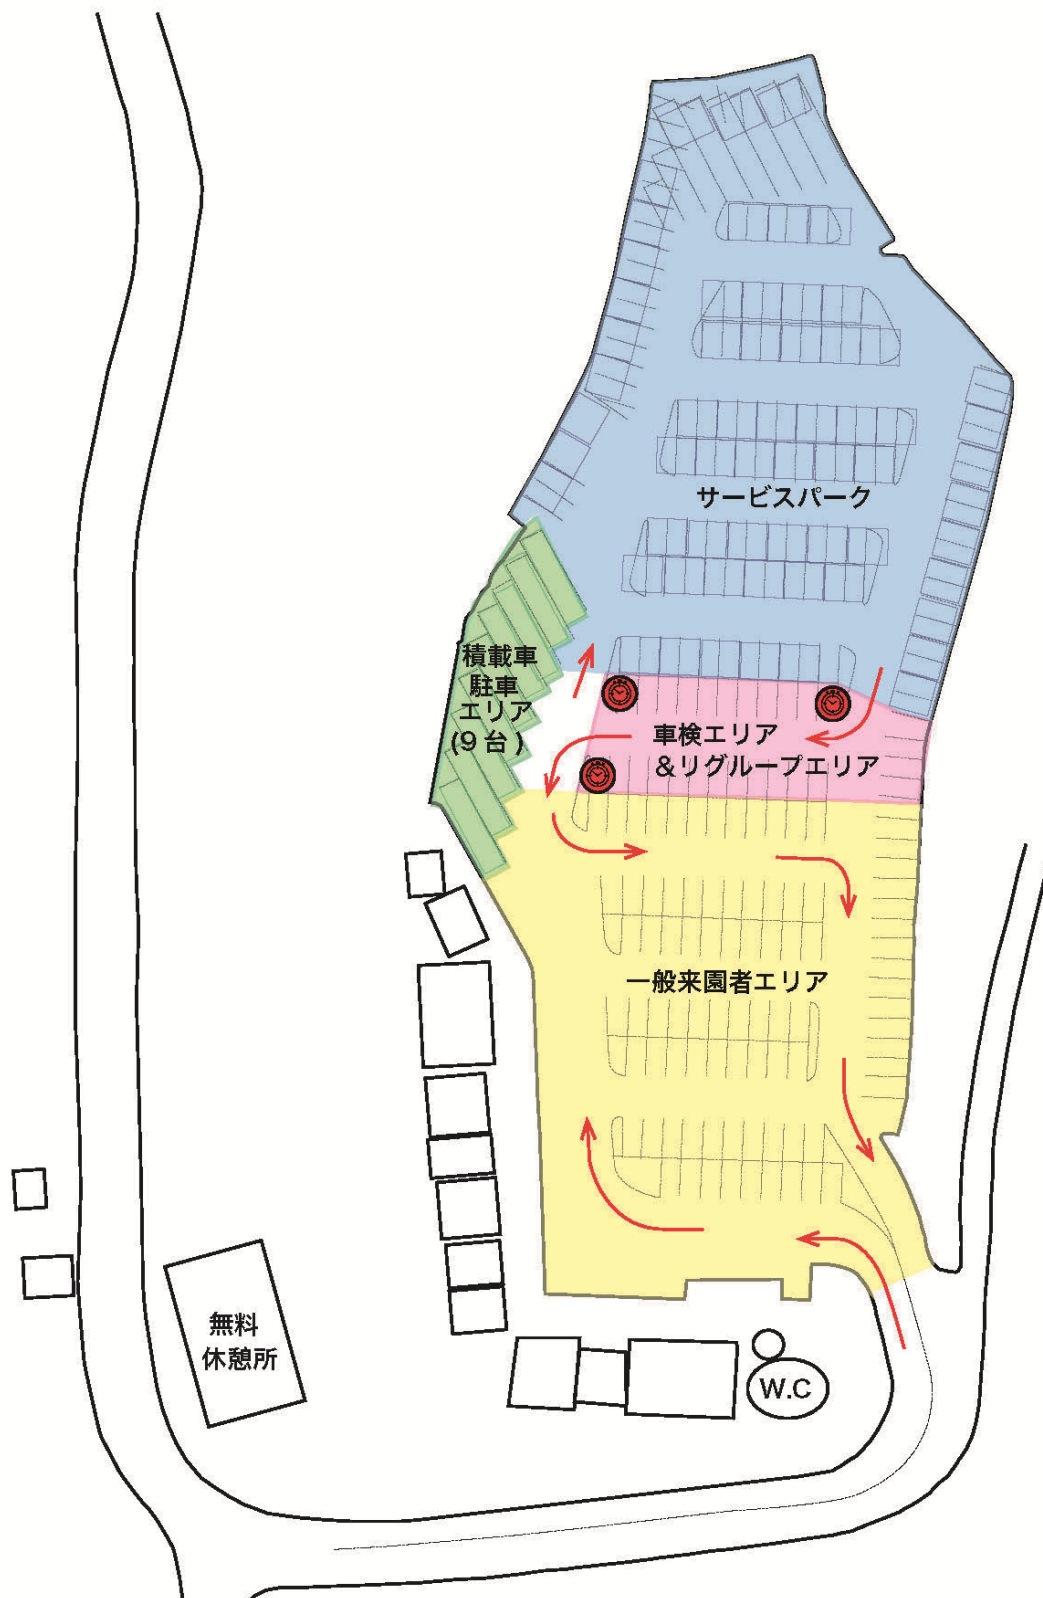 サービスパーク
積載車
駐車
エリア
(9台)
車検エリア
&リグループエリア
一般来園者エリア
無料
休憩所
W.C